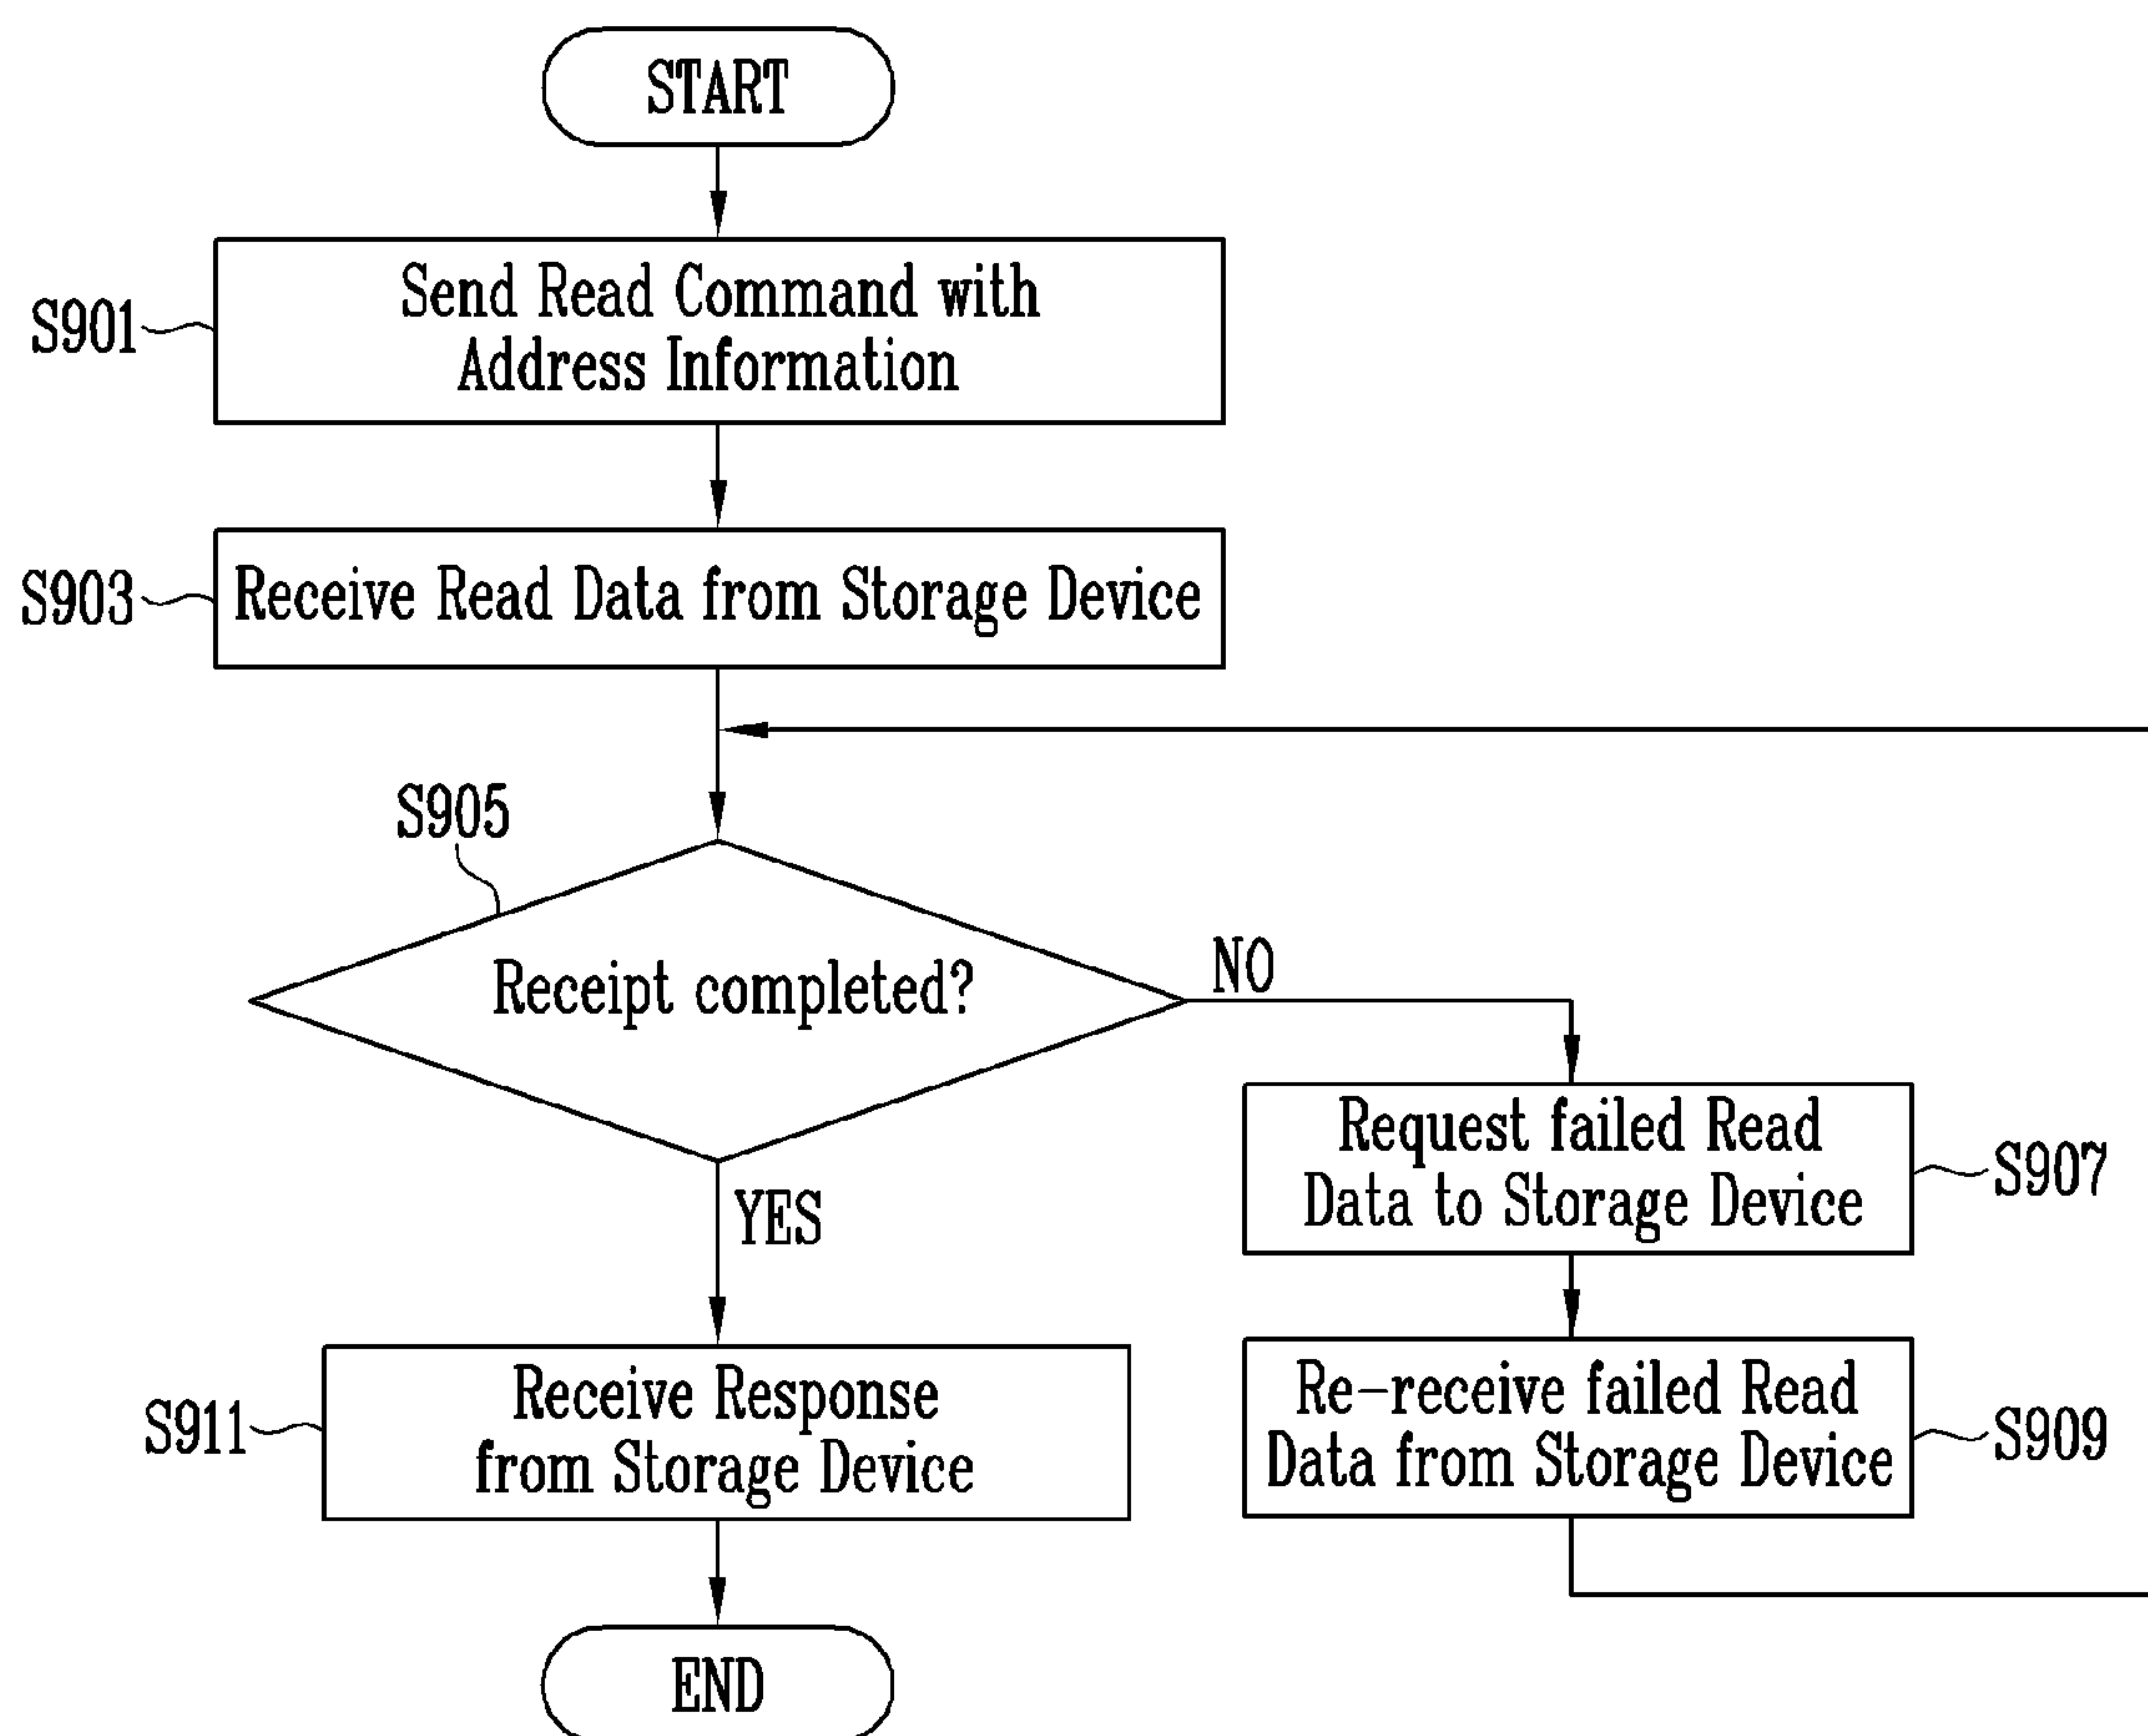 START
S901
Send Read Command with
Address Information
S903
Receive Read Data from Storage Device
S905
Receipt completed?
NO
YES
Request failed Read
Data to Storage Device
S907
Re-receive failed Read
Data from Storage Device
S909
S911
Receive Response
from Storage Device
END